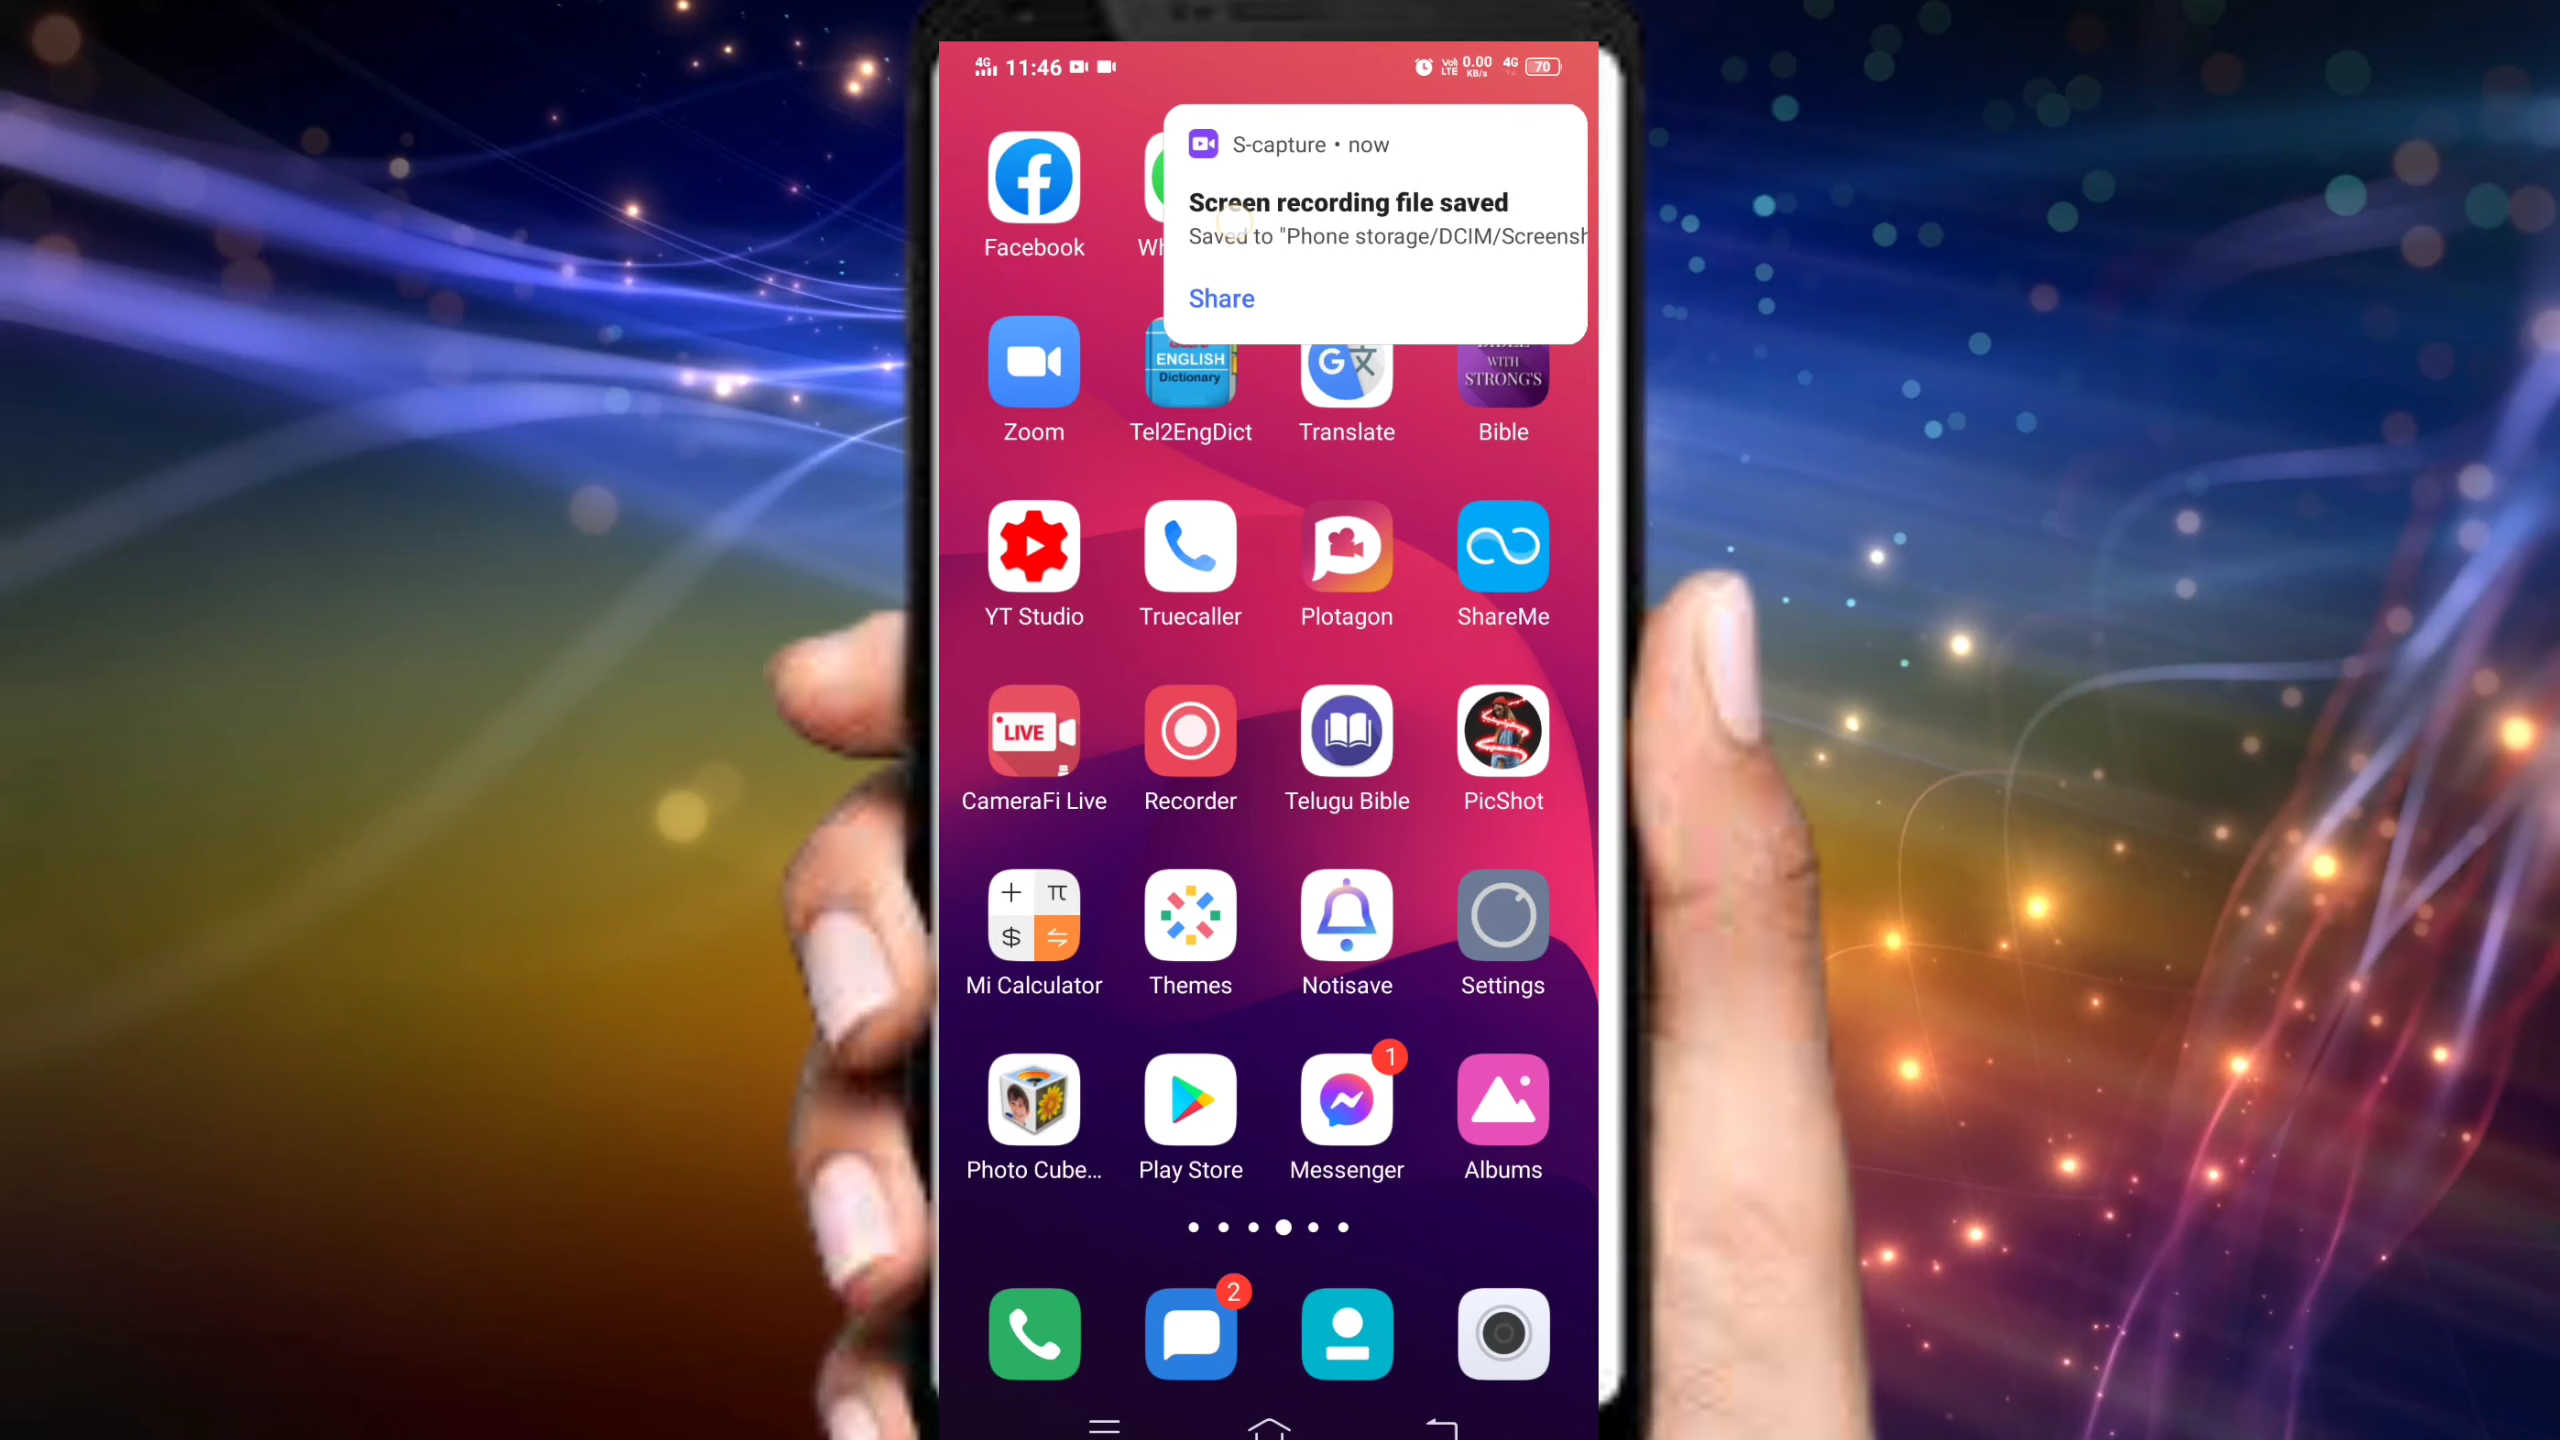 4G 11:46 VoLTE 0.00 KB/s 4G 70
S-capture • now
Screen recording file saved
Saved to "Phone storage/DCIM/Screensh
Share
Facebook Wh
ENGLISH
Dictionary
G
WITH
STRONG'S
Zoom Tel2EngDict Translate Bible
YT Studio Truecaller Plotagon ShareMe
LIVE
CameraFi Live Recorder Telugu Bible PicShot
+ π
$
Mi Calculator Themes Notisave Settings
1
Photo Cube... Play Store Messenger Albums
2